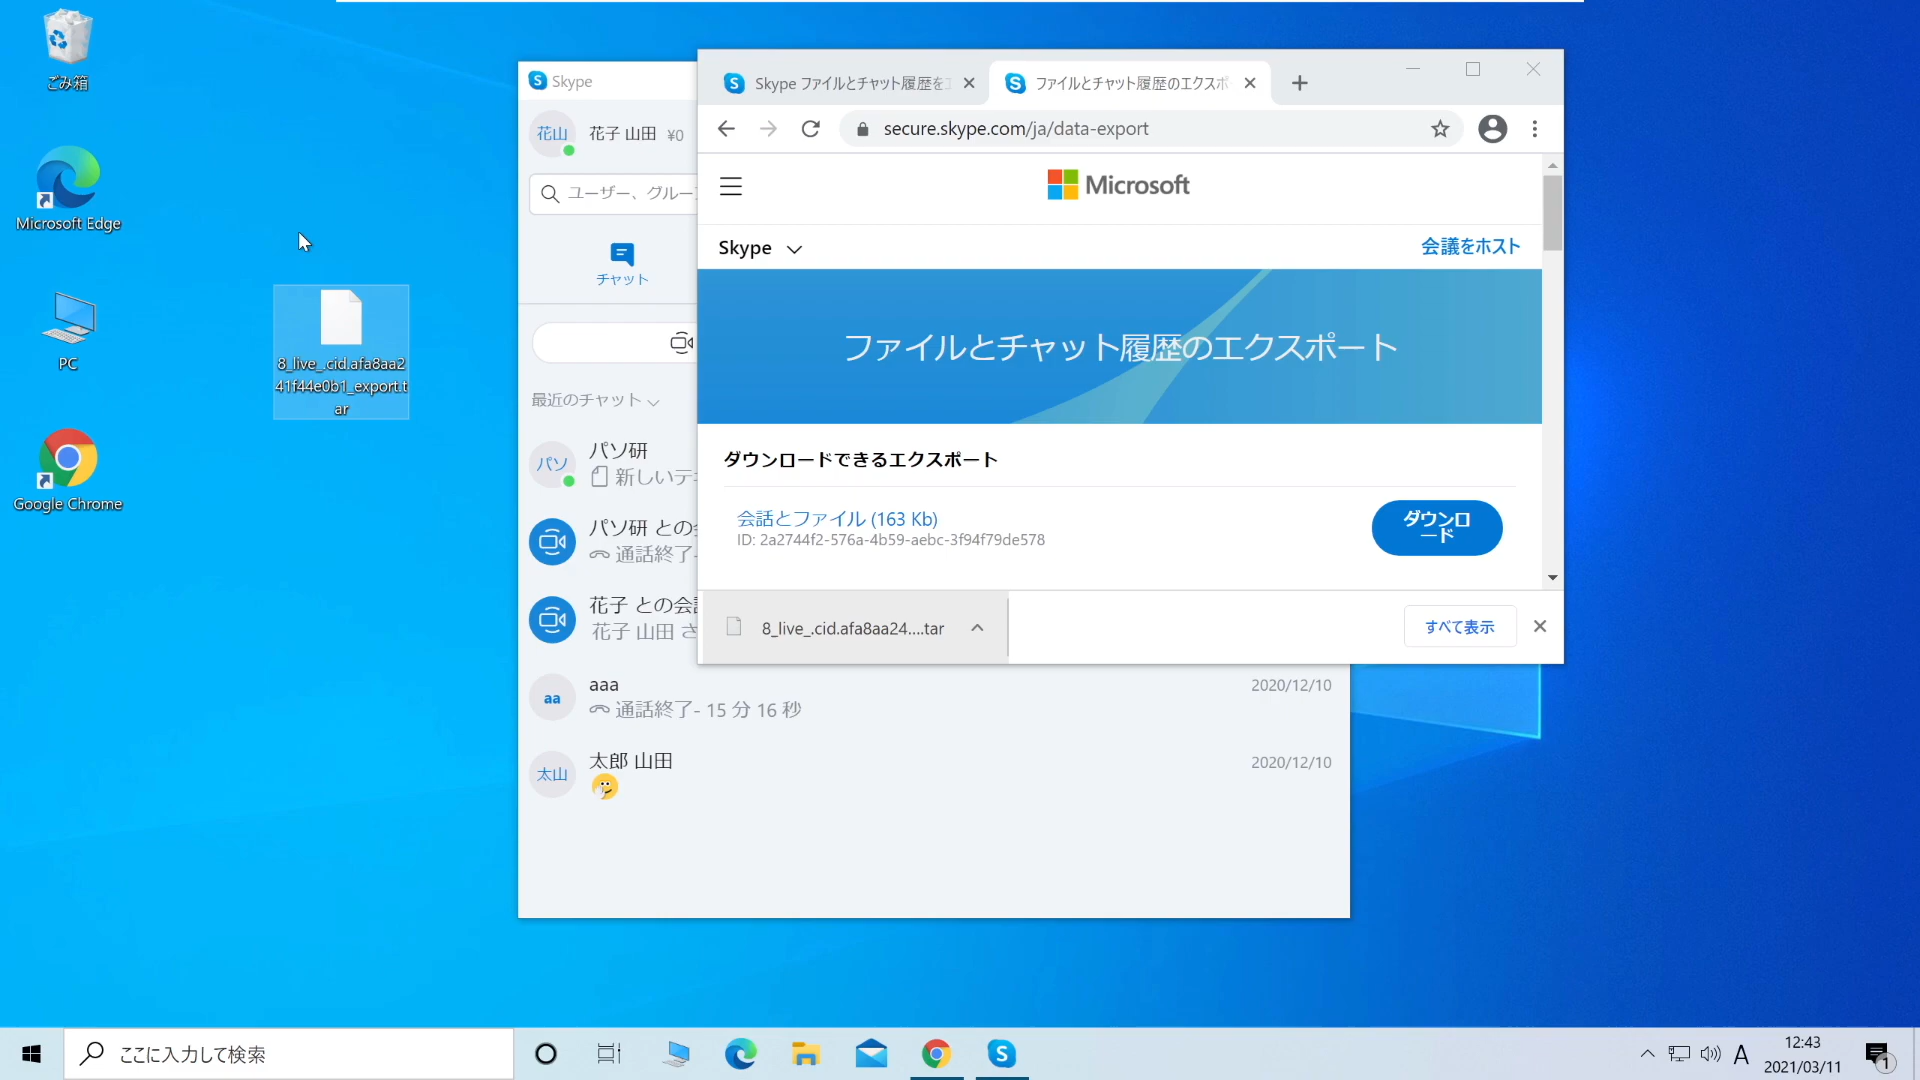 ごみ箱
Microsoft Edge
PC
Google Chrome
8_live_.cid.afa8aa2
41f44e0b1_export.t
ar
Skype
花山
花子 山田 ¥0
ユーザー、グルー
チャット
最近のチャット
パソ
パソ研
新しいテ
パソ研 との会
通話終了-
花子 との会
花子 山田 さ
aa
aaa
2020/12/10
通話終了- 15 分 16 秒
太山
太郎 山田
2020/12/10
Skype ファイルとチャット履歴を
ファイルとチャット履歴のエクスポ
secure.skype.com/ja/data-export
Microsoft
Skype
会議をホスト
ファイルとチャット履歴のエクスポート
ダウンロードできるエクスポート
会話とファイル (163 Kb)
ID: 2a2744f2-576a-4b59-aebc-3f94f79de578
ダウンロ
ード
8_live_.cid.afa8aa24....tar
すべて表示
ここに入力して検索
A
12:43
2021/03/11
1